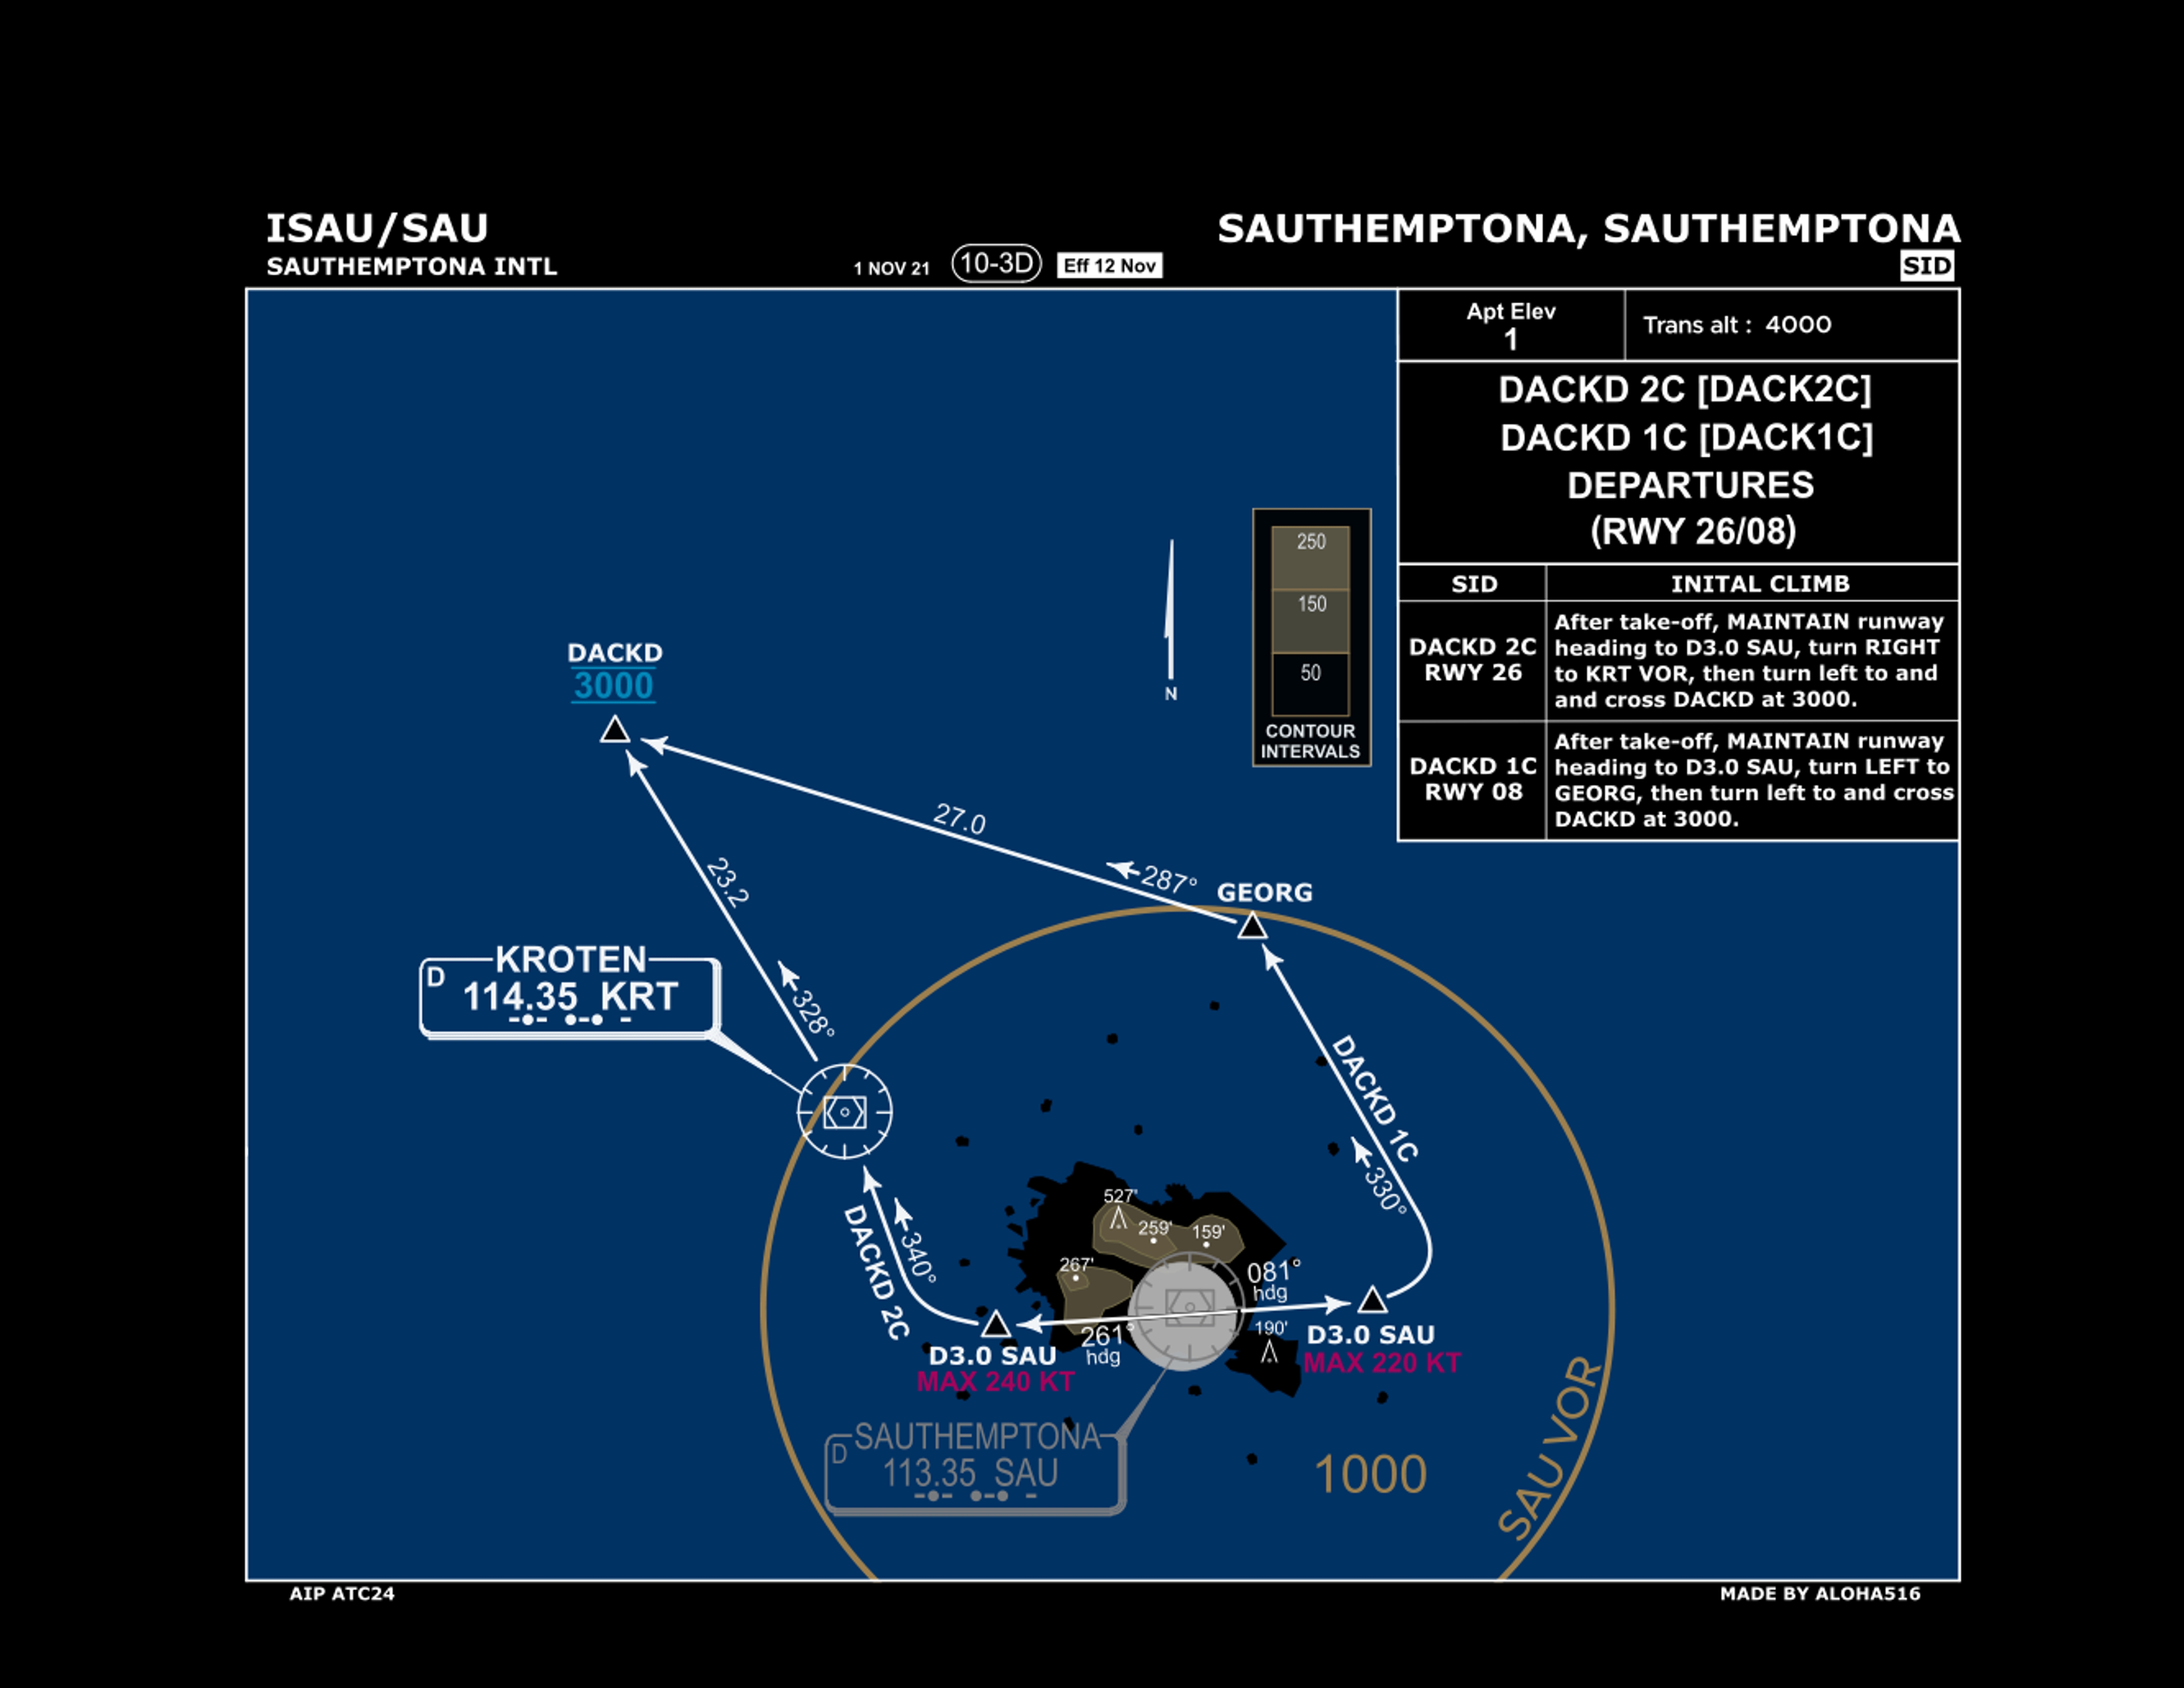 ISAU/SAU
SAUTHEMPTONA INTL
1 NOV 21
10-3D
Eff 12 Nov
SAUTHEMPTONA, SAUTHEMPTONA
SID
Apt Elev
1
Trans alt : 4000
DACKD 2C [DACK2C]
DACKD 1C [DACK1C]
DEPARTURES
(RWY 26/08)
SID
INITAL CLIMB
DACKD 2C
RWY 26
After take-off, MAINTAIN runway
heading to D3.0 SAU, turn RIGHT
to KRT VOR, then turn left to and
and cross DACKD at 3000.
DACKD 1C
RWY 08
After take-off, MAINTAIN runway
heading to D3.0 SAU, turn LEFT to
GEORG, then turn left to and cross
DACKD at 3000.
250
150
50
CONTOUR
INTERVALS
N
DACKD
3000
27.0
287°
GEORG
23.2
328°
KROTEN
D
114.35 KRT
DACKD 1C
330°
DACKD 2C
340°
527'
259'
159'
267'
081°
hdg
261°
hdg
190'
D3.0 SAU
MAX 220 KT
D3.0 SAU
MAX 240 KT
SAUTHEMPTONA
D
113.35 SAU
1000
SAU VOR
AIP ATC24
MADE BY ALOHA516